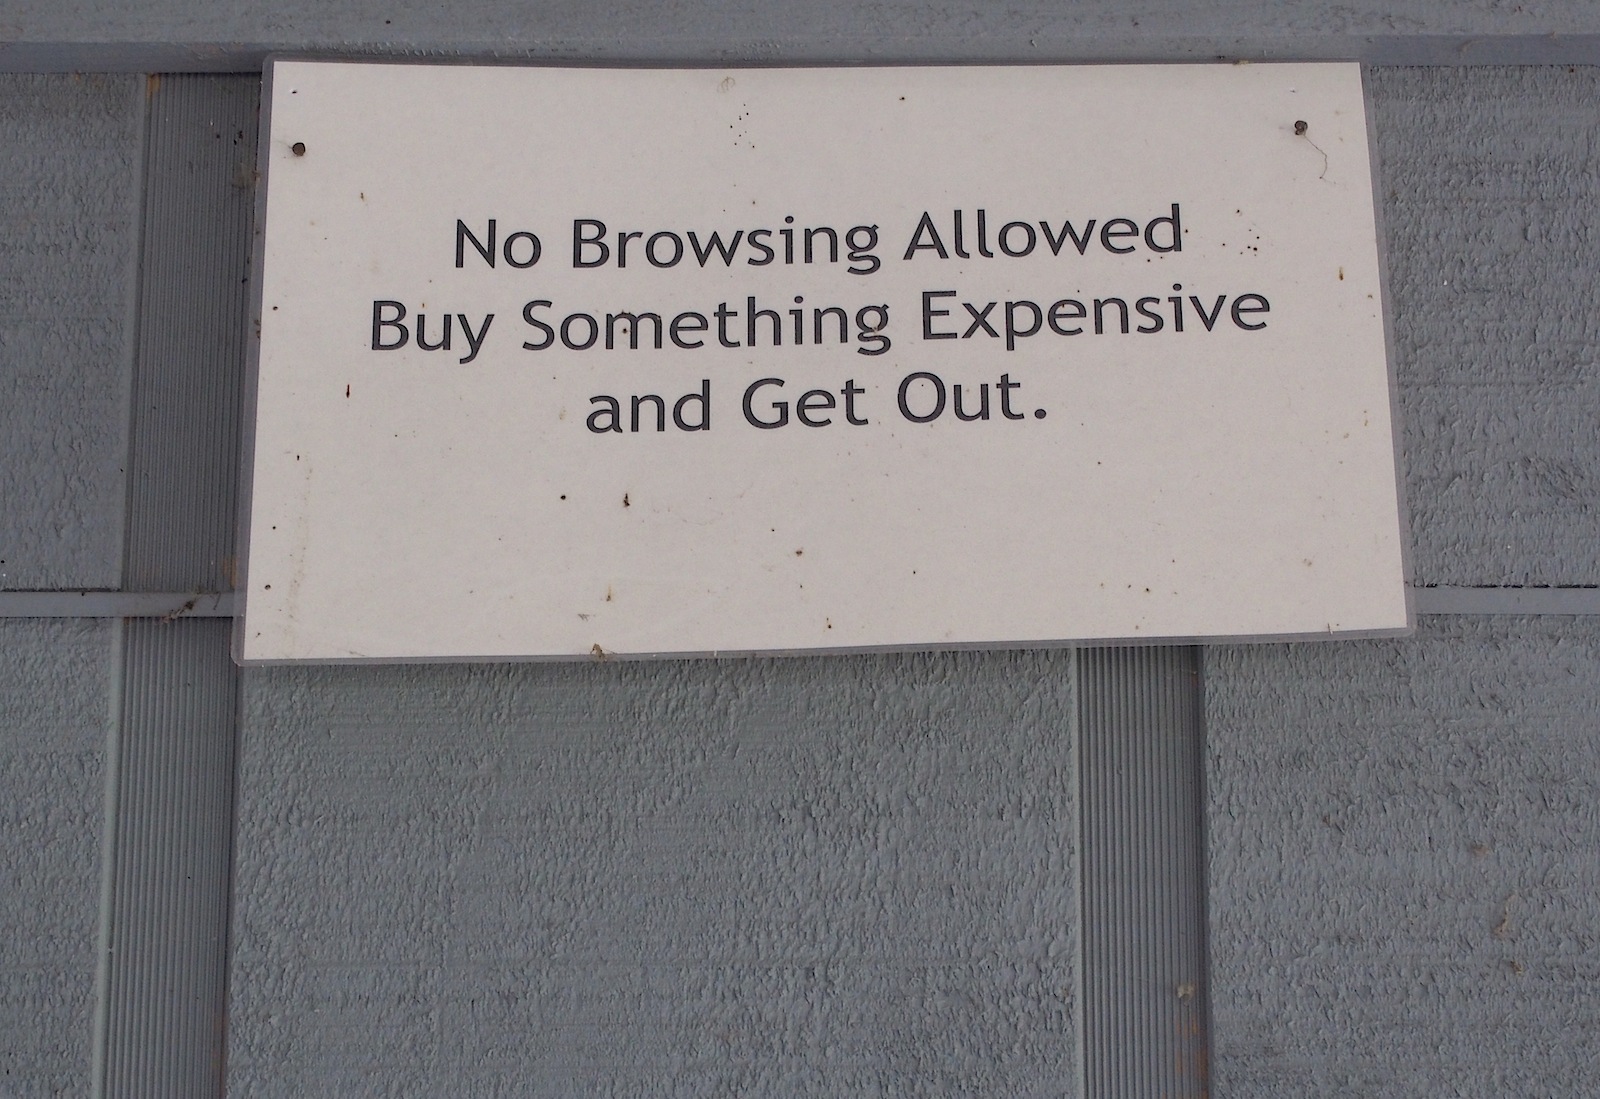 No Browsing Allowed
Buy Something Expensive
and Get Out.